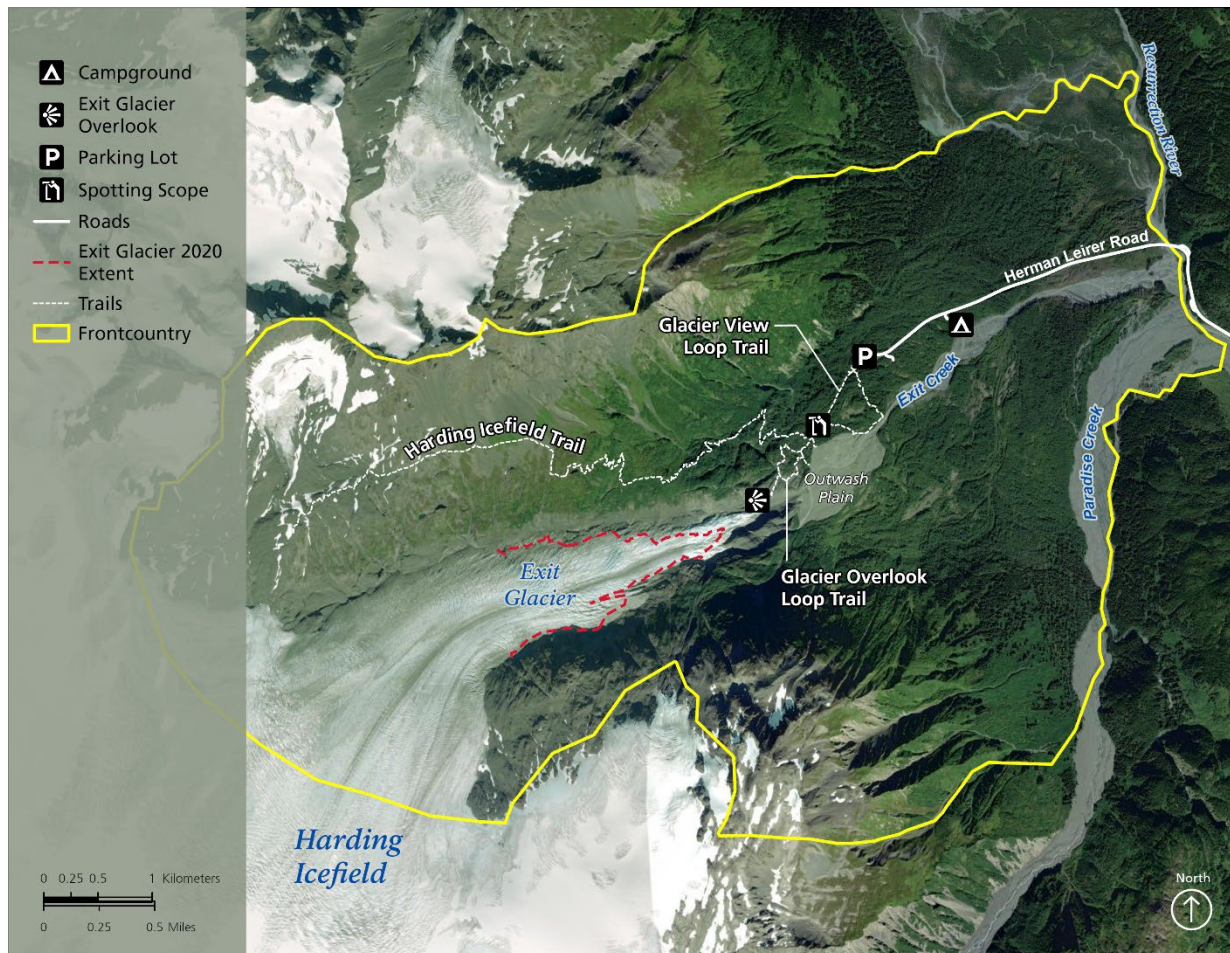 Campground
Exit Glacier
Overlook
P
Parking Lot
Spotting Scope
Roads
Exit Glacier 2020
Extent
Trails
Frontcountry
Resurrection River
Herman Leirer Road
Glacier View
Loop Trail
P
Exit Creek
Harding Icefield Trail
Paradise Creek
Outwash
Plain
Exit
Glacier
Glacier Overlook
Loop Trail
Harding
Icefield
0 0.25 0.5 1 Kilometers
0 0.25 0.5 Miles
North